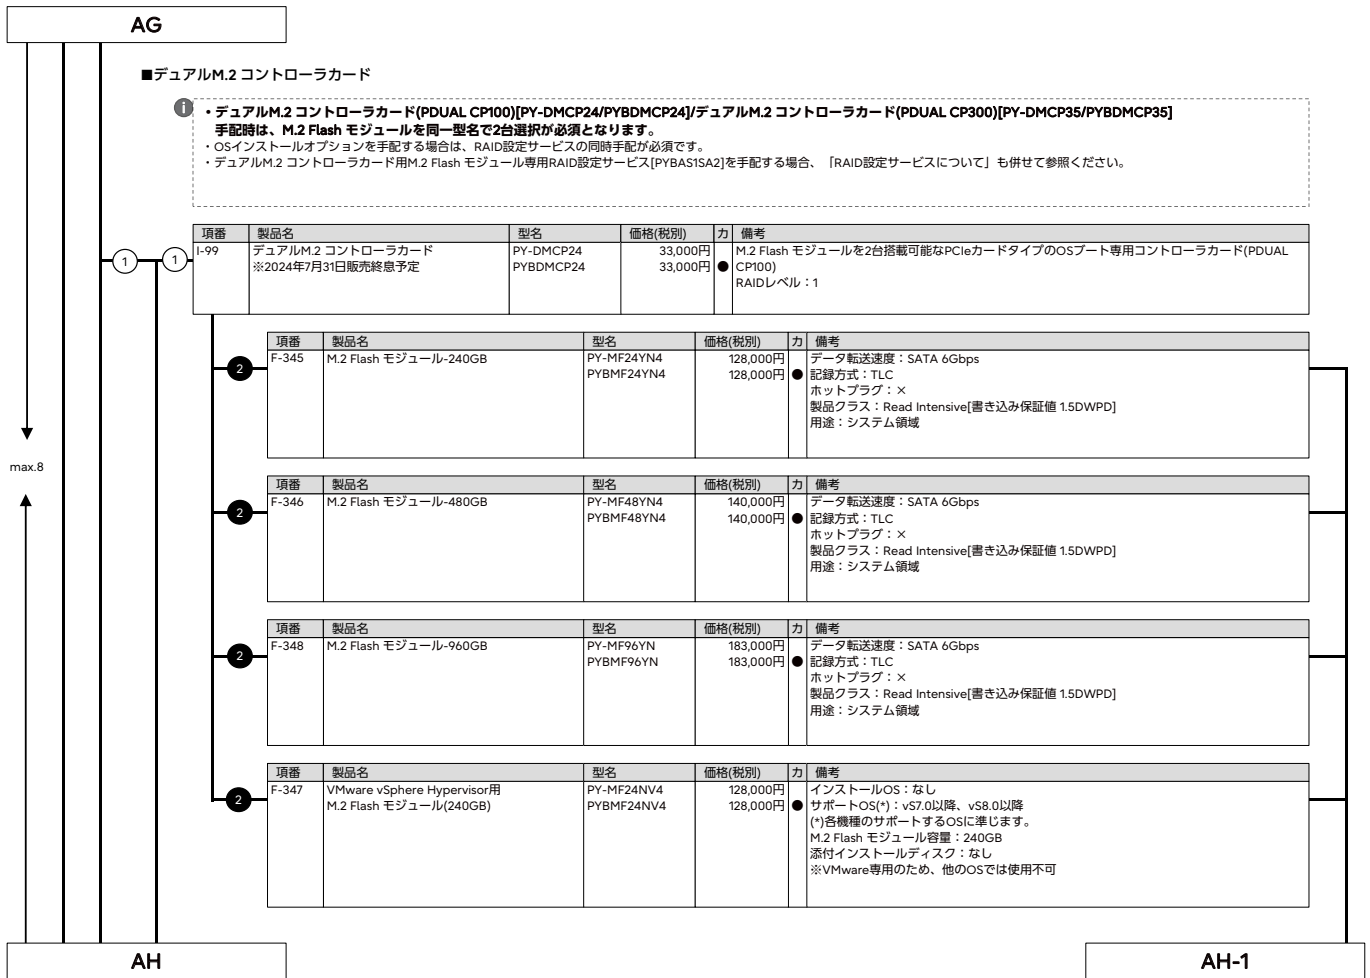 AG
■デュアルM.2 コントローラカード
・デュアルM.2 コントローラカード(PDUAL CP100)[PY-DMCP24/PYBDMCP24]/デュアルM.2 コントローラカード(PDUAL CP300)[PY-DMCP35/PYBDMCP35]
手配時は、M.2 Flash モジュールを同一型名で2台選択が必須となります。
・OSインストールオプションを手配する場合は、RAID設定サービスの同時手配が必須です。
・デュアルM.2 コントローラカード用M.2 Flash モジュール専用RAID設定サービス[PYBAS1SA2]を手配する場合、「RAID設定サービスについて」も併せて参照ください。
項番 製品名 型名 価格(税別) カ 備考
1 1 I-99 デュアルM.2 コントローラカード PY-DMCP24 33,000円 M.2 Flash モジュールを2台搭載可能なPCIeカードタイプのOSブート専用コントローラカード(PDUAL
※2024年7月31日販売終息予定 PYBDMCP24 33,000円 ● CP100)
RAIDレベル：1
項番 製品名 型名 価格(税別) カ 備考
F-345 M.2 Flash モジュール-240GB PY-MF24YN4 128,000円 データ転送速度：SATA 6Gbps
2 PYBMF24YN4 128,000円 ● 記録方式：TLC
ホットプラグ：×
製品クラス：Read Intensive[書き込み保証値 1.5DWPD]
用途：システム領域
max.8
項番 製品名 型名 価格(税別) カ 備考
F-346 M.2 Flash モジュール-480GB PY-MF48YN4 140,000円 データ転送速度：SATA 6Gbps
2 PYBMF48YN4 140,000円 ● 記録方式：TLC
ホットプラグ：×
製品クラス：Read Intensive[書き込み保証値 1.5DWPD]
用途：システム領域
項番 製品名 型名 価格(税別) カ 備考
F-348 M.2 Flash モジュール-960GB PY-MF96YN 183,000円 データ転送速度：SATA 6Gbps
2 PYBMF96YN 183,000円 ● 記録方式：TLC
ホットプラグ：×
製品クラス：Read Intensive[書き込み保証値 1.5DWPD]
用途：システム領域
項番 製品名 型名 価格(税別) カ 備考
F-347 VMware vSphere Hypervisor用 PY-MF24NV4 128,000円 インストールOS：なし
2 M.2 Flash モジュール(240GB) PYBMF24NV4 128,000円 ● サポートOS(*)：vS7.0以降、vS8.0以降
(*)各機種のサポートするOSに準じます。
M.2 Flash モジュール容量：240GB
添付インストールディスク：なし
※VMware専用のため、他のOSでは使用不可
AH AH-1